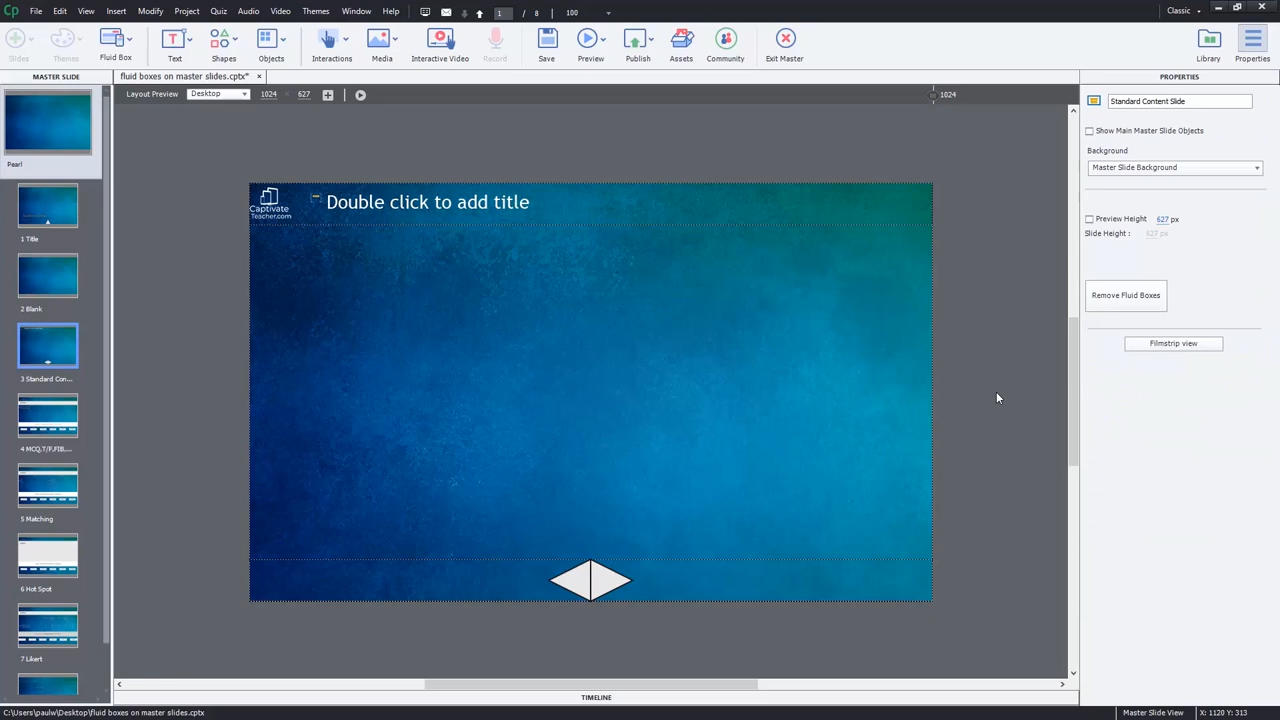 Cp File Edit View Insert Modify Project Quiz Audio Video Themes Window Help 1 / 8 100 Classic
Slides Themes Fluid Box Text Shapes Objects Interactions Media Interactive Video Record Save Preview Publish Assets Community Exit Master Library Properties
MASTER SLIDE fluid boxes on master slides.cptx* × PROPERTIES
Layout Preview Desktop 1024 × 627 1024
Standard Content Slide
Show Main Master Slide Objects
Background
Master Slide Background
Preview Height 627 px
Slide Height : 627 px
Remove Fluid Boxes
Filmstrip view
Pearl
1 Title
2 Blank
3 Standard Con...
4 MCQ,T/F,FIB,...
5 Matching
6 Hot Spot
7 Likert
Captivate
Teacher.com
Double click to add title
TIMELINE
C:\Users\paulw\Desktop\fluid boxes on master slides.cptx Master Slide View X: 1120 Y: 313